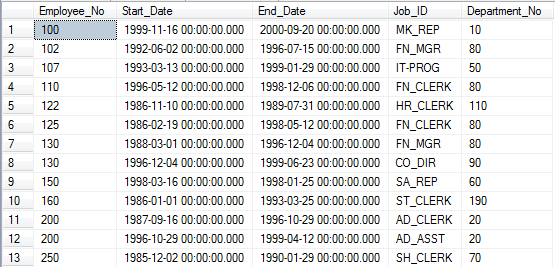 Employee_No Start_Date End_Date Job_ID Department_No
1 100 1999-11-16 00:00:00.000 2000-09-20 00:00:00.000 MK_REP 10
2 102 1992-06-02 00:00:00.000 1996-07-15 00:00:00.000 FN_MGR 80
3 107 1993-03-13 00:00:00.000 1999-01-29 00:00:00.000 IT-PROG 50
4 110 1996-05-12 00:00:00.000 1998-12-06 00:00:00.000 FN_CLERK 80
5 122 1986-11-10 00:00:00.000 1989-07-31 00:00:00.000 HR_CLERK 110
6 125 1986-02-19 00:00:00.000 1998-05-12 00:00:00.000 FN_CLERK 80
7 130 1988-03-01 00:00:00.000 1996-12-04 00:00:00.000 FN_MGR 80
8 130 1996-12-04 00:00:00.000 1999-06-23 00:00:00.000 CO_DIR 90
9 150 1998-03-16 00:00:00.000 1998-01-25 00:00:00.000 SA_REP 60
10 160 1986-01-01 00:00:00.000 1993-03-25 00:00:00.000 ST_CLERK 190
11 200 1987-09-16 00:00:00.000 1996-10-29 00:00:00.000 AD_CLERK 20
12 200 1996-10-29 00:00:00.000 1999-04-12 00:00:00.000 AD_ASST 20
13 250 1985-12-02 00:00:00.000 1990-01-29 00:00:00.000 SH_CLERK 70